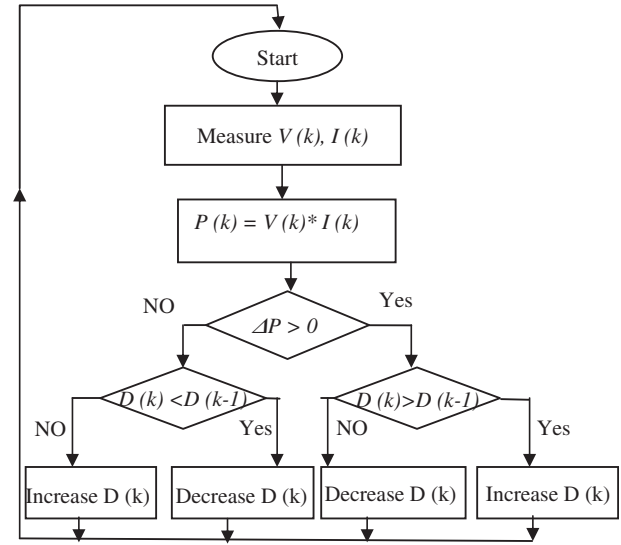 Start
Measure V (k), I (k)
P (k) = V (k)* I (k)
NO
Yes
ΔP > 0
D (k) <D (k-1)
D (k)>D (k-1)
NO
Yes
NO
Yes
Increase D (k)
Decrease D (k)
Decrease D (k)
Increase D (k)